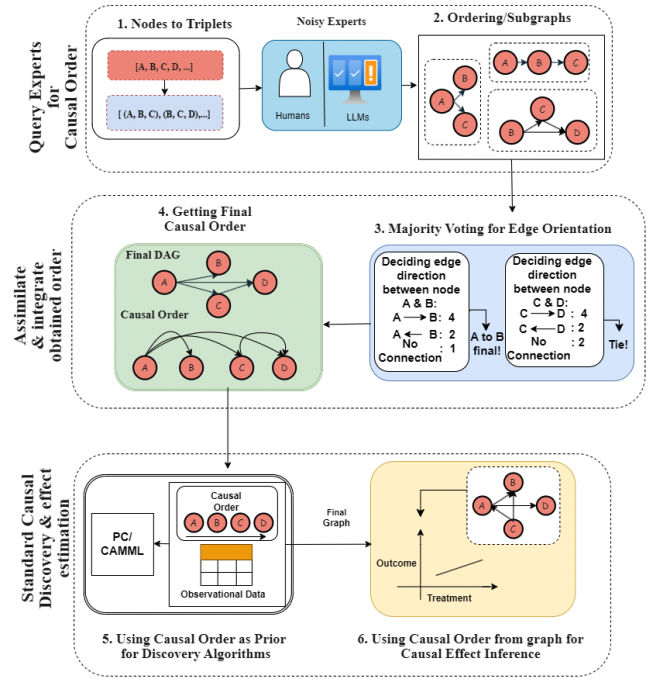 Query Experts
for
Causal Order
1. Nodes to Triplets
[A, B, C, D, ...]
[ (A, B, C), (B, C, D),...]
Noisy Experts
Humans
LLMs
2. Ordering/Subgraphs
A
B
C
A
B
C
B
C
D
Assimilate
& integrate
obtained order
3. Majority Voting for Edge Orientation
Deciding edge
direction
between node
A & B:
A B: 4
A B: 2
No : 1
Connection
A to B
final!
Deciding edge
direction
between node
C & D:
C D : 4
C D : 2
No : 2
Connection
Tie!
4. Getting Final
Causal Order
Final DAG
A
B
C
D
Causal Order
A B C D
Standard Causal
Discovery & effect
estimation
PC/
CAMML
Causal
Order
A B C D
Observational Data
5. Using Causal Order as Prior
for Discovery Algorithms
Final
Graph
A
B
C
D
Outcome
Treatment
6. Using Causal Order from graph for
Causal Effect Inference